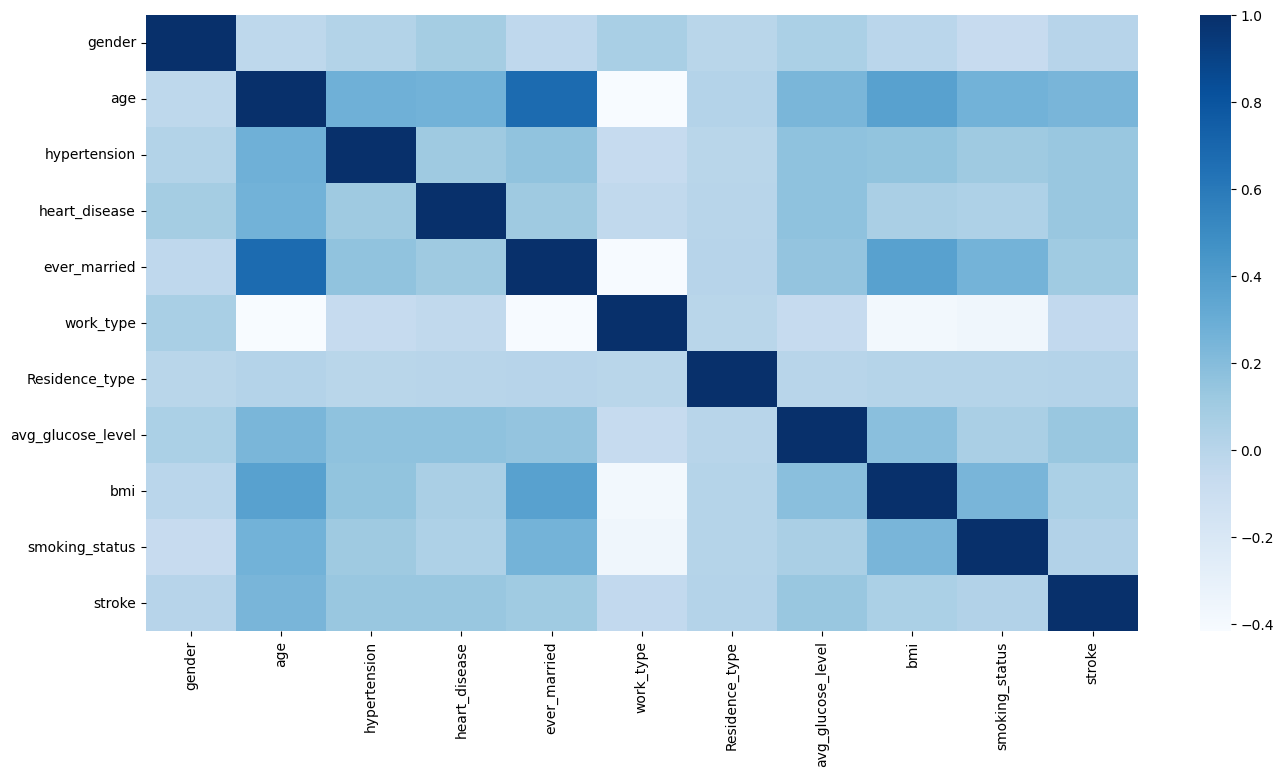 gender
age
hypertension
heart_disease
ever_married
work_type
Residence_type
avg_glucose_level
bmi
smoking_status
stroke
gender
age
hypertension
heart_disease
ever_married
work_type
Residence_type
avg_glucose_level
bmi
smoking_status
stroke
1.0
0.8
0.6
0.4
0.2
0.0
−0.2
−0.4